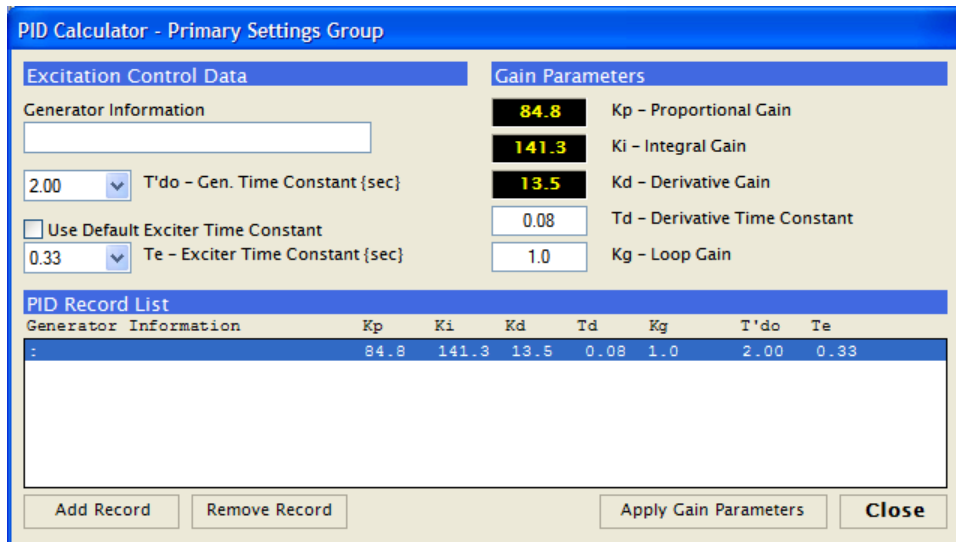 PID Calculator - Primary Settings Group
Excitation Control Data
Generator Information
2.00 T'do - Gen. Time Constant {sec}
Use Default Exciter Time Constant
0.33 Te - Exciter Time Constant {sec}
Gain Parameters
84.8 Kp - Proportional Gain
141.3 Ki - Integral Gain
13.5 Kd - Derivative Gain
0.08 Td - Derivative Time Constant
1.0 Kg - Loop Gain
PID Record List
Generator Information Kp Ki Kd Td Kg T'do Te
: 84.8 141.3 13.5 0.08 1.0 2.00 0.33
Add Record Remove Record Apply Gain Parameters Close